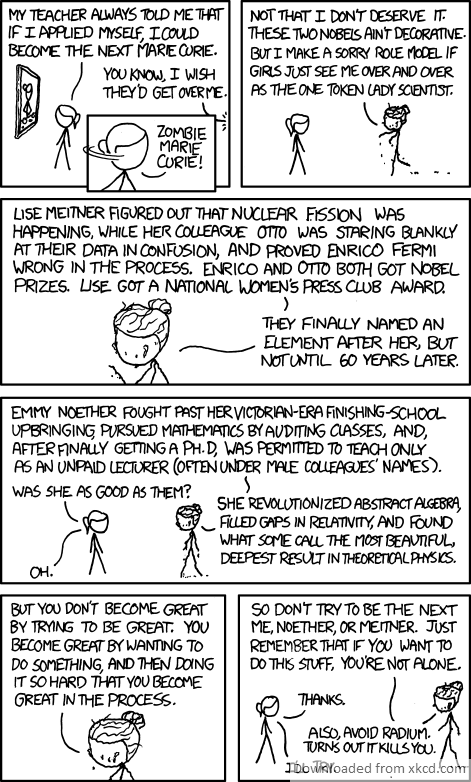 MY TEACHER ALWAYS TOLD ME THAT
IF I APPLIED MYSELF, I COULD
BECOME THE NEXT MARIE CURIE.
YOU KNOW, I WISH
THEY'D GET OVER ME.
ZOMBIE
MARIE
CURIE!
NOT THAT I DON'T DESERVE IT.
THESE TWO NOBELS AIN'T DECORATIVE.
BUT I MAKE A SORRY ROLE MODEL IF
GIRLS JUST SEE ME OVER AND OVER
AS THE ONE TOKEN LADY SCIENTIST.
LISE MEITNER FIGURED OUT THAT NUCLEAR FISSION WAS
HAPPENING, WHILE HER COLLEAGUE OTTO WAS STARING BLANKLY
AT THEIR DATA IN CONFUSION, AND PROVED ENRICO FERMI
WRONG IN THE PROCESS. ENRICO AND OTTO BOTH GOT NOBEL
PRIZES. LISE GOT A NATIONAL WOMEN'S PRESS CLUB AWARD.
THEY FINALLY NAMED AN
ELEMENT AFTER HER, BUT
NOT UNTIL 60 YEARS LATER.
EMMY NOETHER FOUGHT PAST HER VICTORIAN-ERA FINISHING-SCHOOL
UPBRINGING, PURSUED MATHEMATICS BY AUDITING CLASSES, AND,
AFTER FINALLY GETTING A PH.D, WAS PERMITTED TO TEACH ONLY
AS AN UNPAID LECTURER (OFTEN UNDER MALE COLLEAGUES' NAMES).
WAS SHE AS GOOD AS THEM?
SHE REVOLUTIONIZED ABSTRACT ALGEBRA,
FILLED GAPS IN RELATIVITY, AND FOUND
WHAT SOME CALL THE MOST BEAUTIFUL,
DEEPEST RESULT IN THEORETICAL PHYSICS.
OH.
BUT YOU DON'T BECOME GREAT
BY TRYING TO BE GREAT. YOU
BECOME GREAT BY WANTING TO
DO SOMETHING, AND THEN DOING
IT SO HARD THAT YOU BECOME
GREAT IN THE PROCESS.
SO DON'T TRY TO BE THE NEXT
ME, NOETHER, OR MEITNER. JUST
REMEMBER THAT IF YOU WANT TO
DO THIS STUFF, YOU'RE NOT ALONE.
THANKS.
ALSO, AVOID RADIUM.
TURNS OUT IT KILLS YOU.
Downloaded from xkcd.com